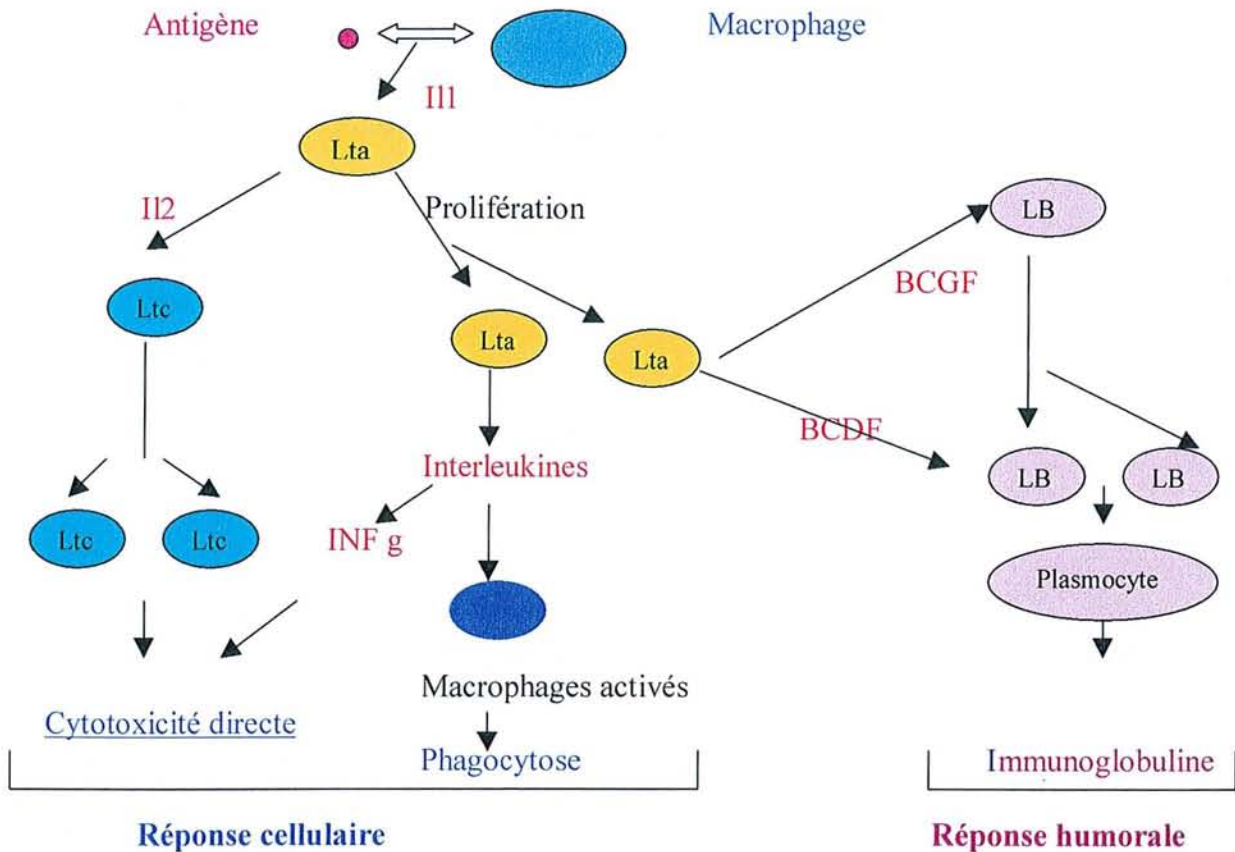 Antigène
Macrophage
Il1
Lta
Il2
Prolifération
LB
BCGF
Ltc
Lta
Lta
BCDF
Interleukines
LB
LB
Ltc
Ltc
INF g
Plasmocyte
Macrophages activés
Cytotoxicité directe
Phagocytose
Immunoglobuline
Réponse cellulaire
Réponse humorale